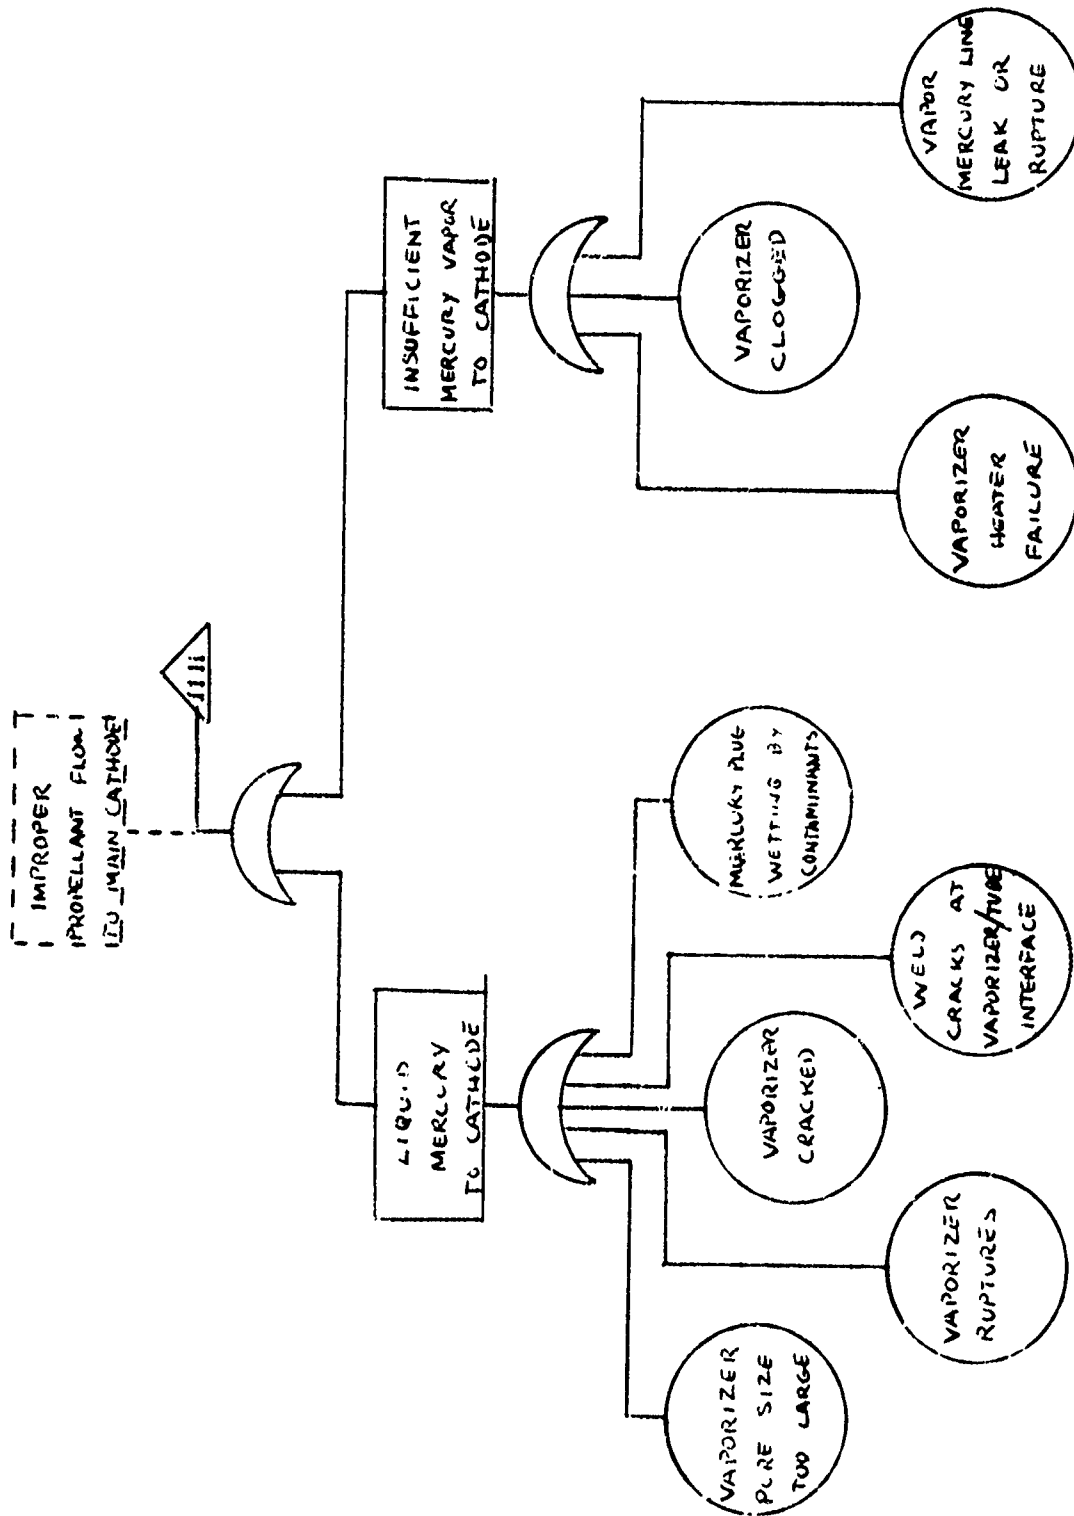 IMPROPER
PROPELLANT FLOW
TO MAIN CATHODE
1111
LIQUID
MERCURY
TO CATHODE
INSUFFICIENT
MERCURY VAPOR
TO CATHODE
VAPORIZER
PORE SIZE
TOO LARGE
VAPORIZER
RUPTURES
VAPORIZER
CRACKED
WELD
CRACKS AT
VAPORIZER/TUBE
INTERFACE
MERCURY PLUG
WETTING BY
CONTAMINANTS
VAPORIZER
HEATER
FAILURE
VAPORIZER
CLOGGED
VAPOR
MERCURY LINE
LEAK OR
RUPTURE